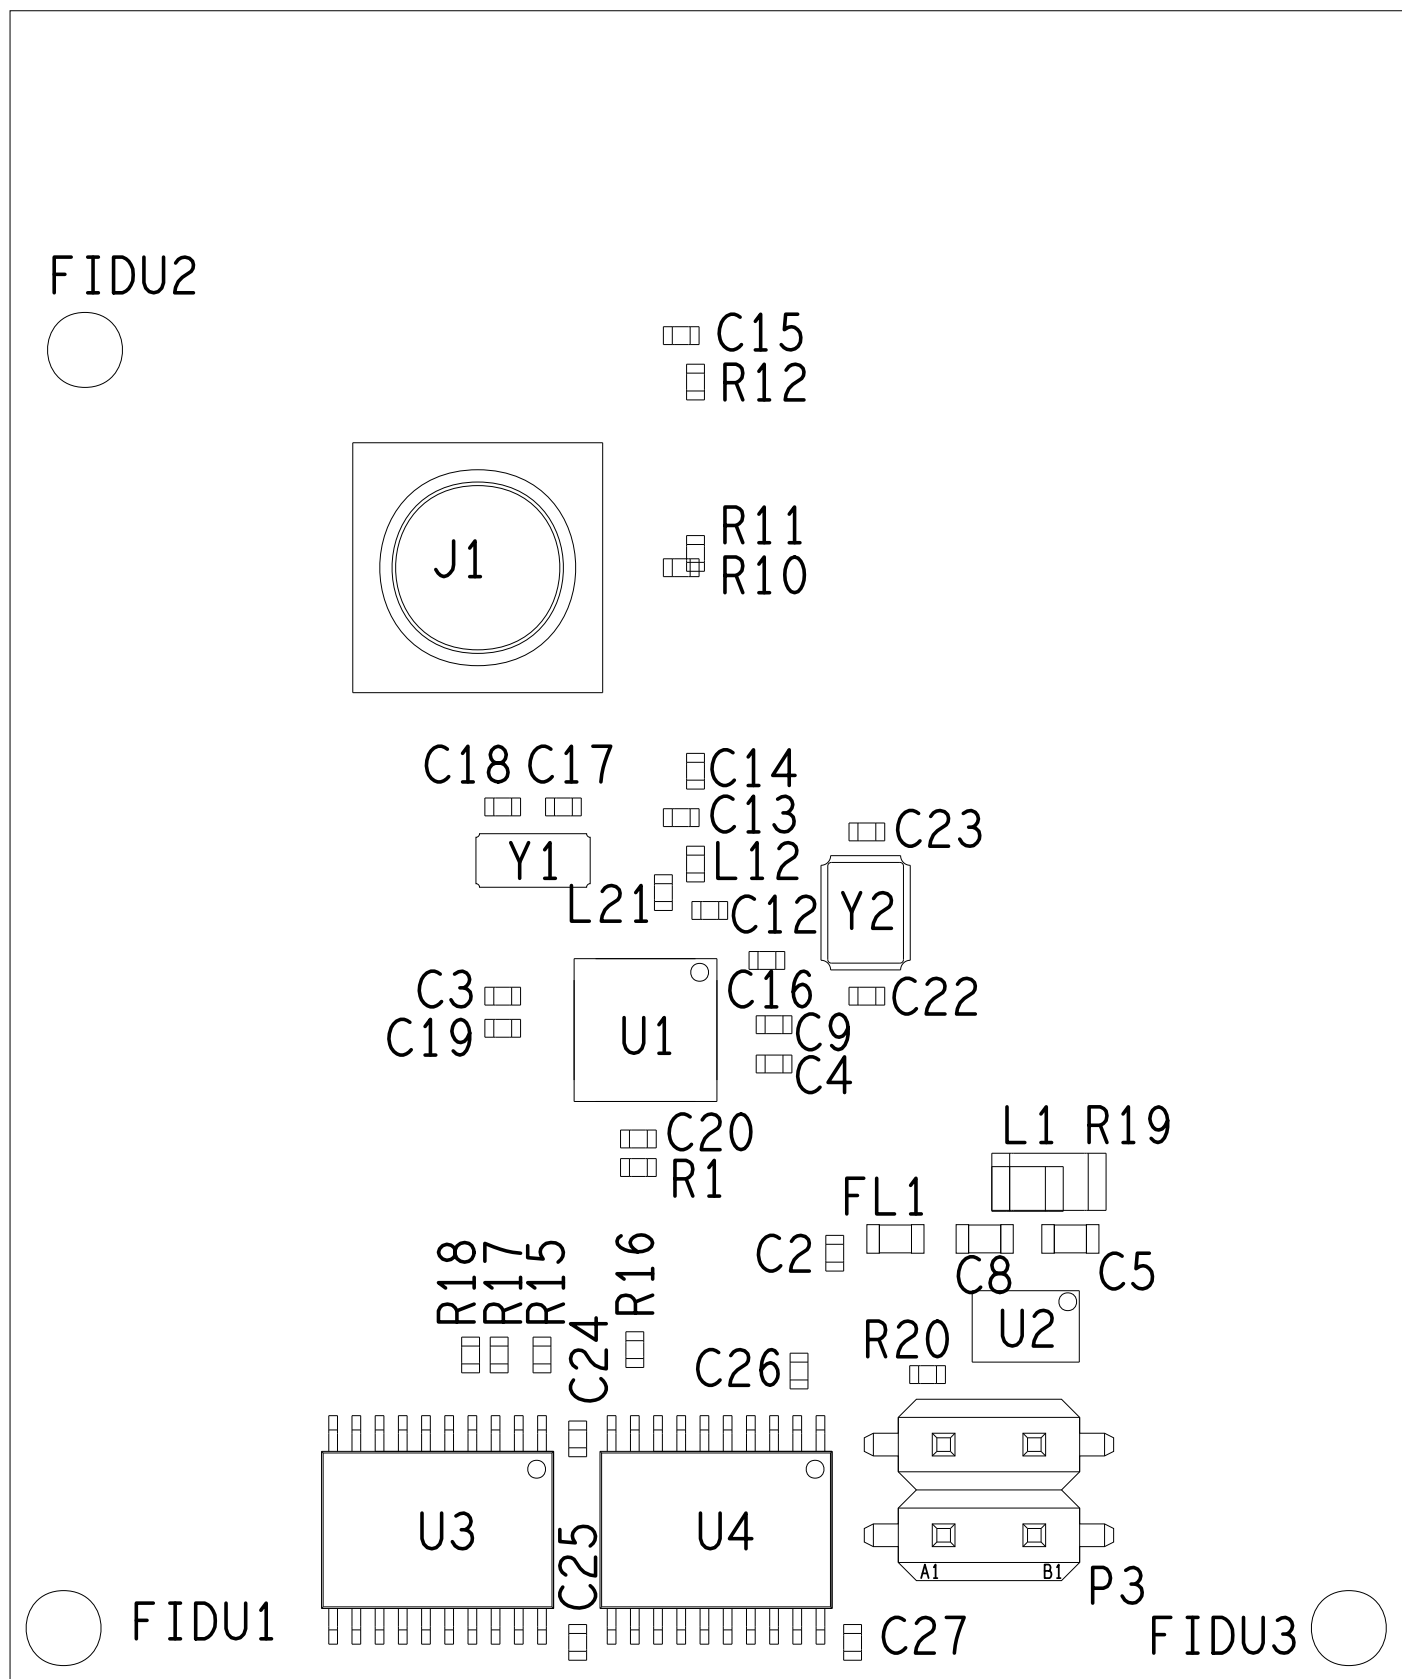 FIDU2
C15
R12
R11
J1
R10
C18 C17 C14
C13
C23
Y1 L12
L21 C12 Y2
C3 C16 C22
C19 U1 C9
C4
L1 R19
C20
R1
FL1
R18 R17 R15 R16
C2 C8 C5
C24
U2
R20
C26
U3 U4
C25
A1 B1
P3
FIDU1 C27 FIDU3